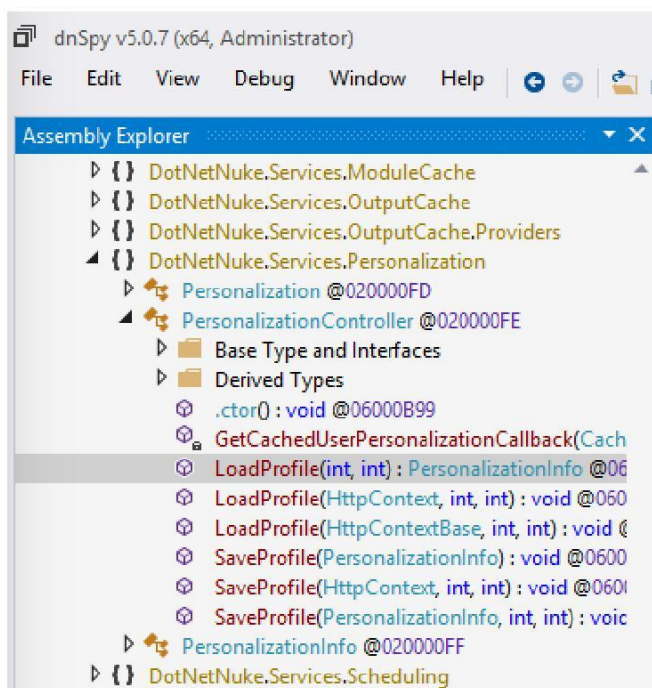 dnSpy v5.0.7 (x64, Administrator)
File Edit View Debug Window Help
Assembly Explorer
{ } DotNetNuke.Services.ModuleCache
{ } DotNetNuke.Services.OutputCache
{ } DotNetNuke.Services.OutputCache.Providers
{ } DotNetNuke.Services.Personalization
Personalization @020000FD
PersonalizationController @020000FE
Base Type and Interfaces
Derived Types
.ctor() : void @06000B99
GetCachedUserPersonalizationCallback(Cach
LoadProfile(int, int) : PersonalizationInfo @06
LoadProfile(HttpContext, int, int) : void @060
LoadProfile(HttpContextBase, int, int) : void @
SaveProfile(PersonalizationInfo) : void @0600
SaveProfile(HttpContext, int, int) : void @060
SaveProfile(PersonalizationInfo, int, int) : voic
PersonalizationInfo @020000FF
{ } DotNetNuke.Services.Scheduling